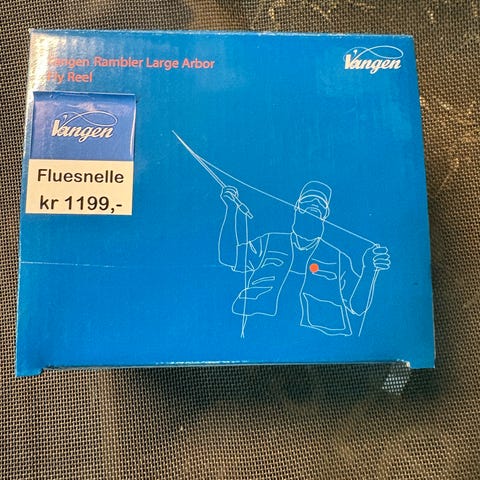 Vangen Rambler Large Arbor
Fly Reel
Vangen
Vangen
Fluesnelle
kr 1199,-